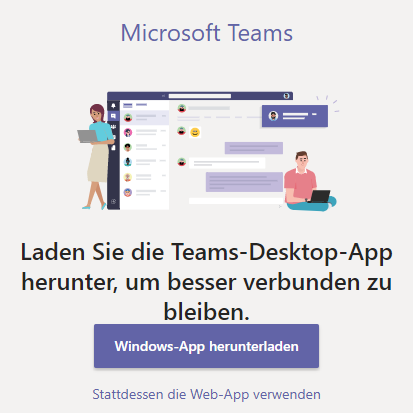 Microsoft Teams
Laden Sie die Teams-Desktop-App
herunter, um besser verbunden zu
bleiben.
Windows-App herunterladen
Stattdessen die Web-App verwenden